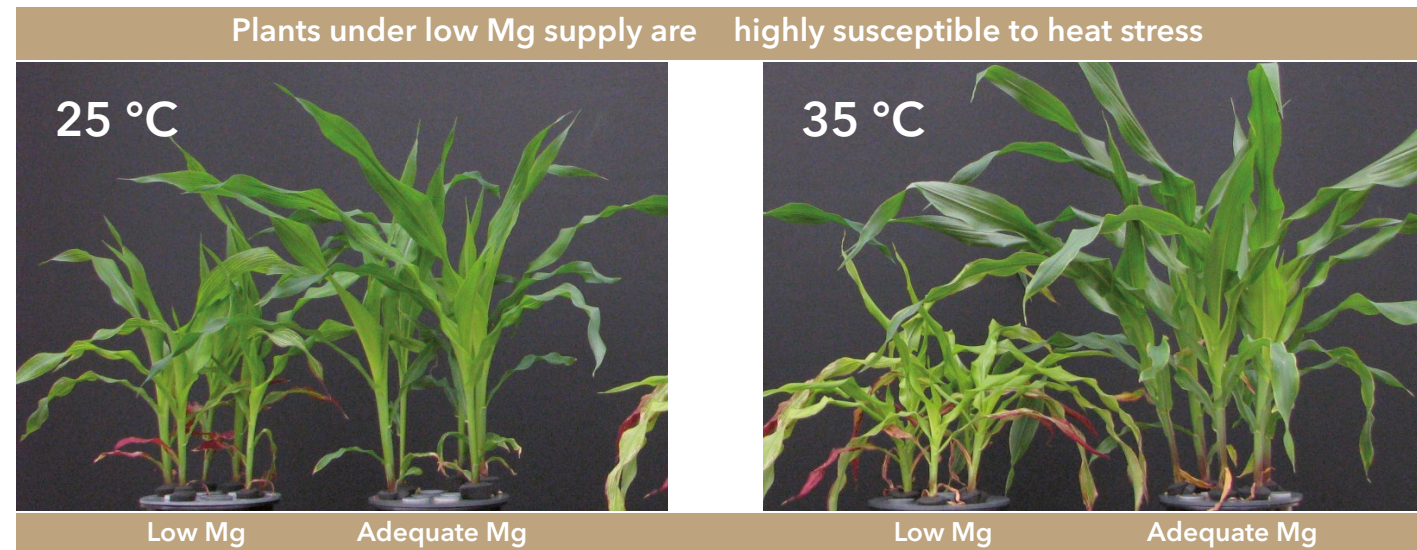 Plants under low Mg supply are highly susceptible to heat stress
25 °C
35 °C
Low Mg
Adequate Mg
Low Mg
Adequate Mg